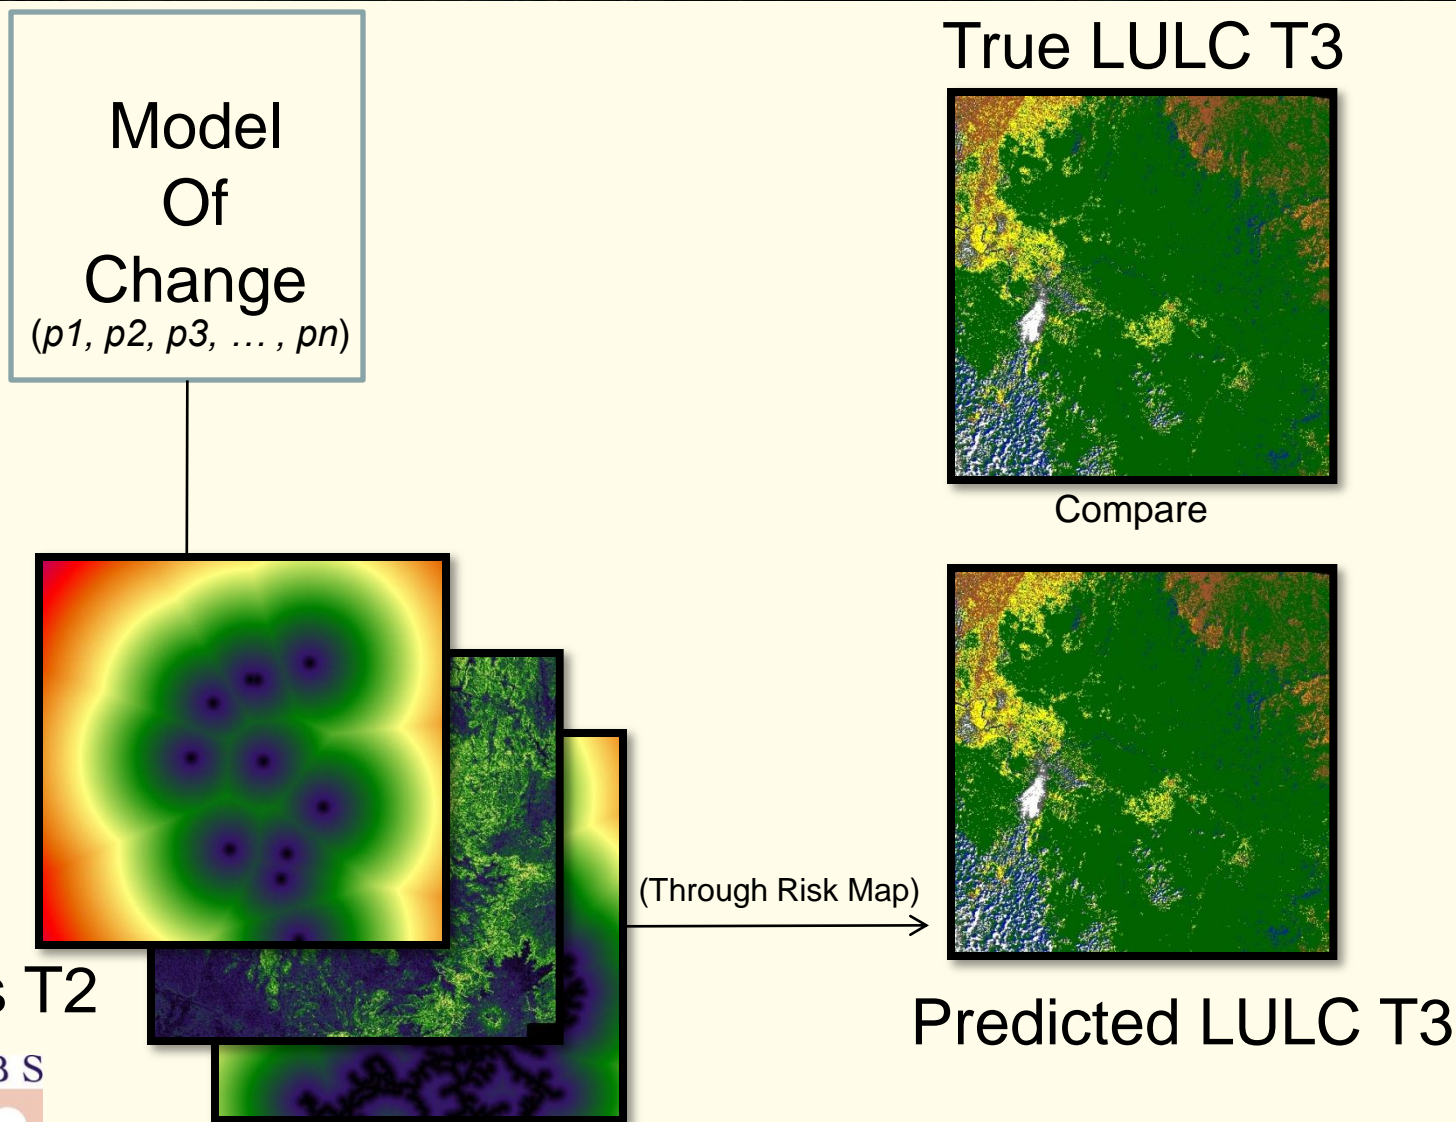 Model
Of
Change
(p1, p2, p3, … , pn)
True LULC T3
Compare
(Through Risk Map)
s T2
Predicted LULC T3
B S